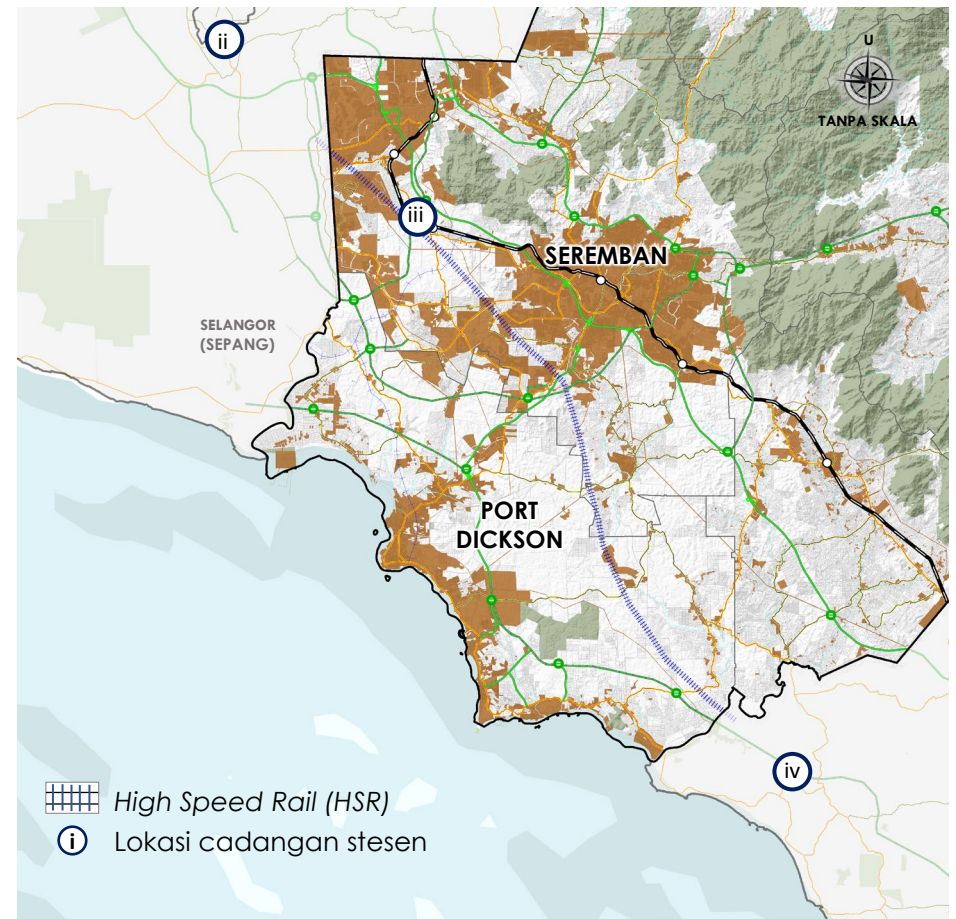 ii
U
TANPA SKALA
iii
SEREMBAN
SELANGOR
(SEPANG)
PORT
DICKSON
iv
High Speed Rail (HSR)
i
Lokasi cadangan stesen